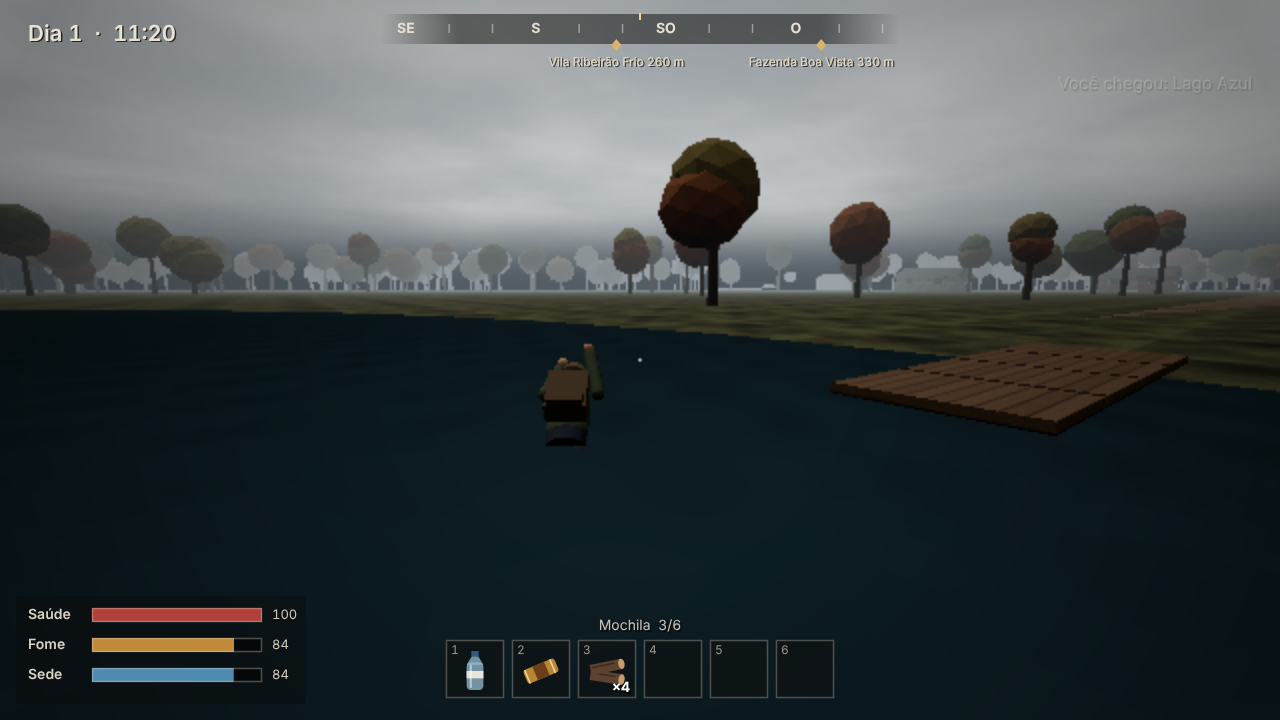 Dia 1 · 11:20
SE S SO O
Vila Ribeirão Frio 260 m
Fazenda Boa Vista 330 m
Você chegou: Lago Azul
Saúde 100
Fome 84
Sede 84
Mochila 3/6
1 2 3 4 5 6
×4